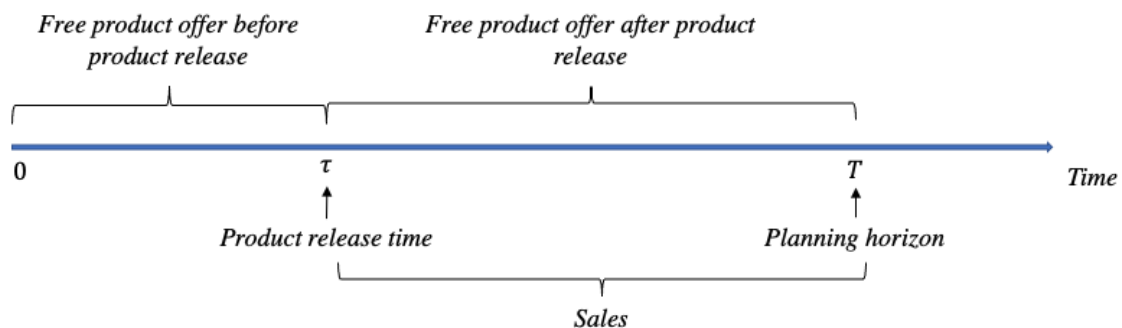 Free product offer before
product release
Free product offer after product
release
0
τ
T
Time
Product release time
Planning horizon
Sales